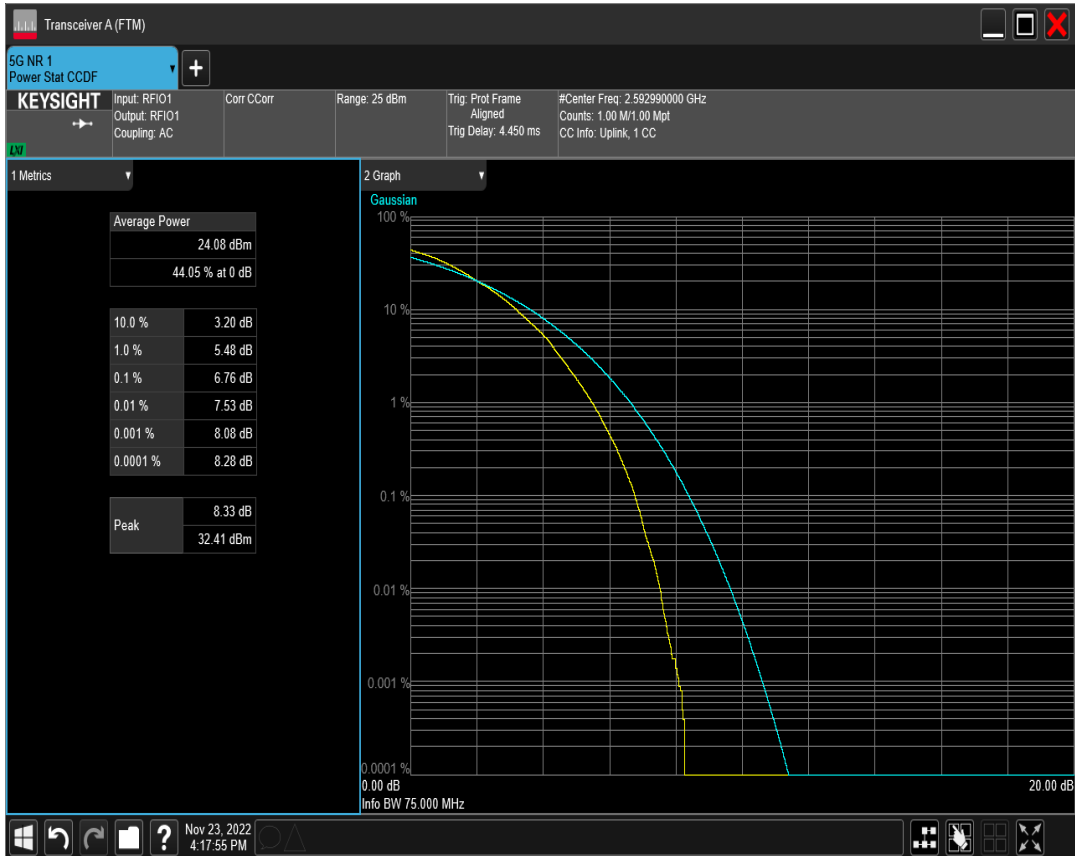 Transceiver A (FTM)
5G NR 1
Power Stat CCDF
+
KEYSIGHT
LXI
Input: RFIO1
Output: RFIO1
Coupling: AC
Corr CCorr
Range: 25 dBm
Trig: Prot Frame
Aligned
Trig Delay: 4.450 ms
#Center Freq: 2.592990000 GHz
Counts: 1.00 M/1.00 Mpt
CC Info: Uplink, 1 CC
1 Metrics
Average Power
24.08 dBm
44.05 % at 0 dB
10.0 % 3.20 dB
1.0 % 5.48 dB
0.1 % 6.76 dB
0.01 % 7.53 dB
0.001 % 8.08 dB
0.0001 % 8.28 dB
Peak
8.33 dB
32.41 dBm
2 Graph
Gaussian
100 %
10 %
1 %
0.1 %
0.01 %
0.001 %
0.0001 %
0.00 dB 20.00 dB
Info BW 75.000 MHz
?
Nov 23, 2022
4:17:55 PM